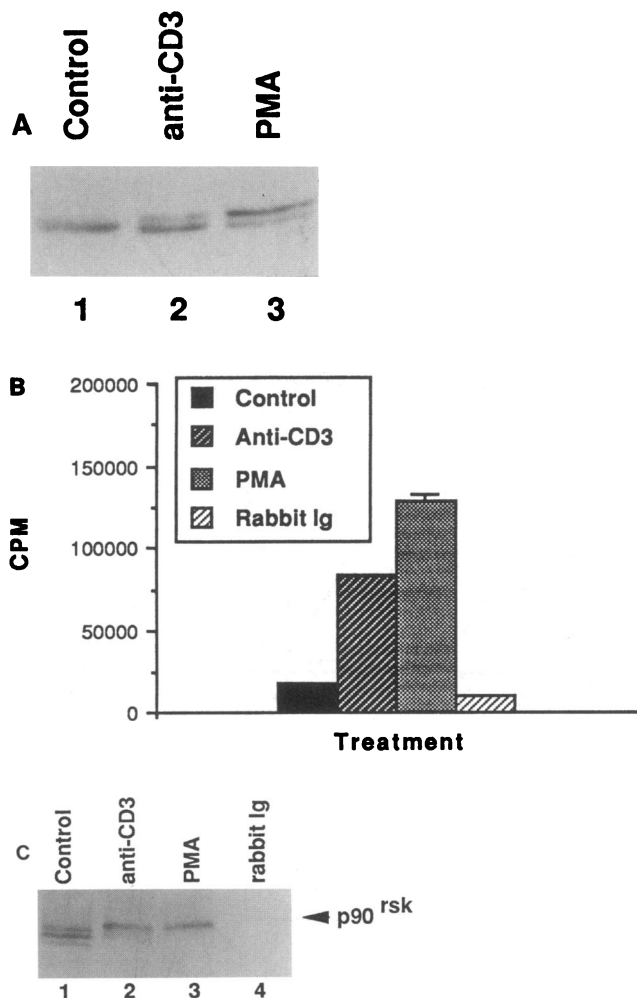 A
Control
anti-CD3
PMA
1 2 3
B
200000
150000
100000
50000
0
CPM
Control
Anti-CD3
PMA
Rabbit Ig
Treatment
C
Control
anti-CD3
PMA
rabbit Ig
p90 rsk
1 2 3 4